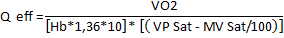 Q eff = VO2
[Hb*1,36*10]* [(VP Sat - MV Sat/100)]